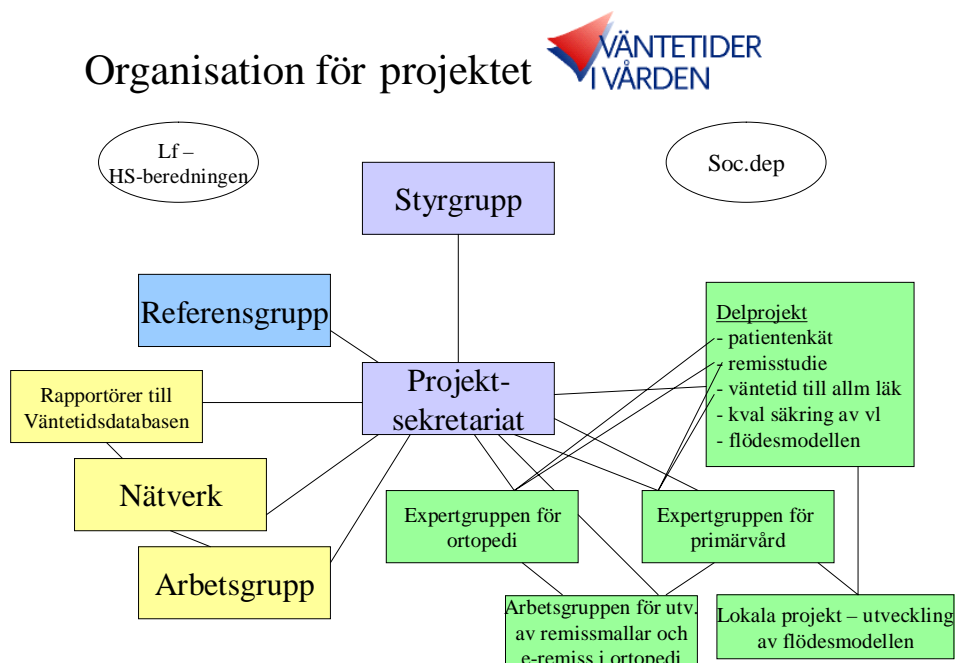 Organisation för projektet
VÄNTETIDER
I VÅRDEN
Lf –
HS-beredningen
Soc.dep
Styrgrupp
Referensgrupp
Delprojekt
- patientenkät
- remisstudie
- väntetid till allm läk
- kval säkring av vl
- flödesmodellen
Projekt-
sekretariat
Rapportörer till
Väntetidsdatabasen
Nätverk
Expertgruppen för
ortopedi
Expertgruppen för
primärvård
Arbetsgrupp
Arbetsgruppen för utv.
av remissmallar och
e-remiss i ortopedi
Lokala projekt – utveckling
av flödesmodellen